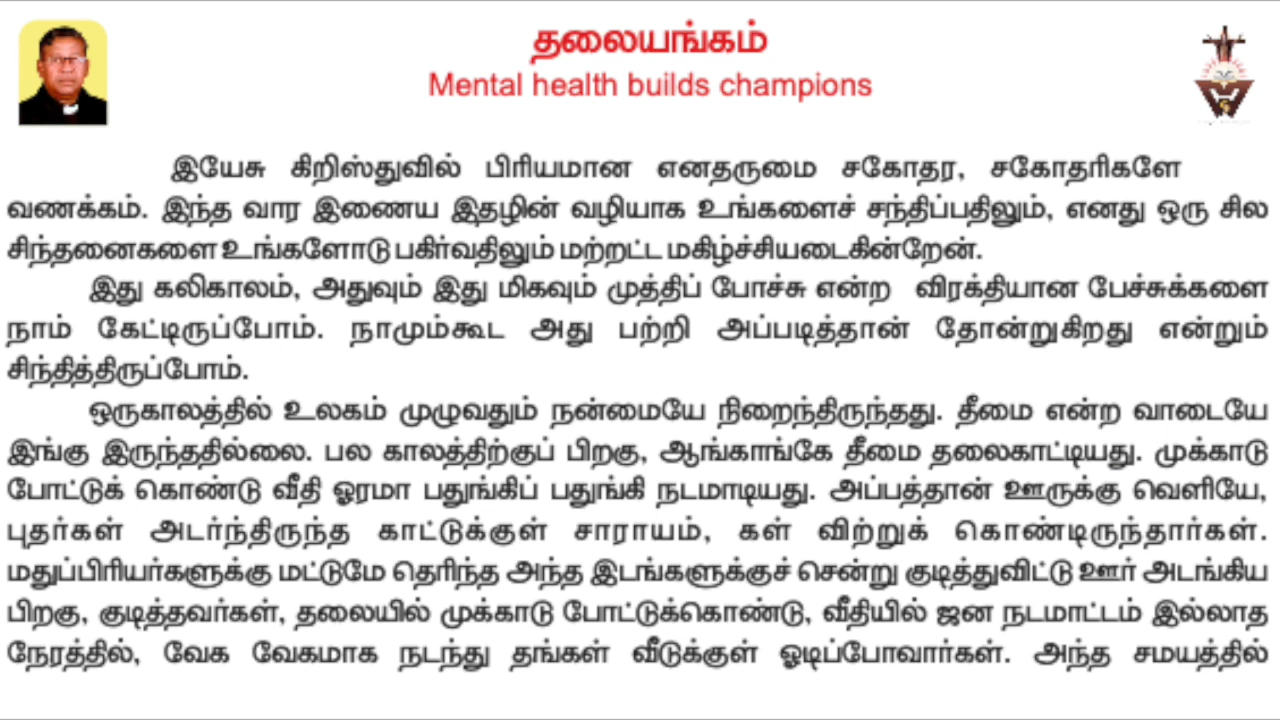 தலையங்கம்
Mental health builds champions
இயேசு கிறிஸ்துவில் பிரியமான எனதருமை சகோதர, சகோதரிகளே
வணக்கம். இந்த வார இணைய இதழின் வழியாக உங்களைச் சந்திப்பதிலும், எனது ஒரு சில
சிந்தனைகளை உங்களோடு பகிர்வதிலும் மற்றட்ட மகிழ்ச்சியடைகின்றேன்.
இது கலிகாலம், அதுவும் இது மிகவும் முத்திப் போச்சு என்ற விரக்தியான பேச்சுக்களை
நாம் கேட்டிருப்போம். நாமும்கூட அது பற்றி அப்படித்தான் தோன்றுகிறது என்றும்
சிந்தித்திருப்போம்.
ஒருகாலத்தில் உலகம் முழுவதும் நன்மையே நிறைந்திருந்தது. தீமை என்ற வாடையே
இங்கு இருந்ததில்லை. பல காலத்திற்குப் பிறகு, ஆங்காங்கே தீமை தலைகாட்டியது. முக்காடு
போட்டுக் கொண்டு வீதி ஓரமா பதுங்கிப் பதுங்கி நடமாடியது. அப்பத்தான் ஊருக்கு வெளியே,
புதர்கள் அடர்ந்திருந்த காட்டுக்குள் சாராயம், கள் விற்றுக் கொண்டிருந்தார்கள்.
மதுப்பிரியர்களுக்கு மட்டுமே தெரிந்த அந்த இடங்களுக்குச் சென்று குடித்துவிட்டு ஊர் அடங்கிய
பிறகு, குடித்தவர்கள், தலையில் முக்காடு போட்டுக்கொண்டு, வீதியில் ஜன நடமாட்டம் இல்லாத
நேரத்தில், வேக வேகமாக நடந்து தங்கள் வீடுக்குள் ஓடிப்போவார்கள். அந்த சமயத்தில்